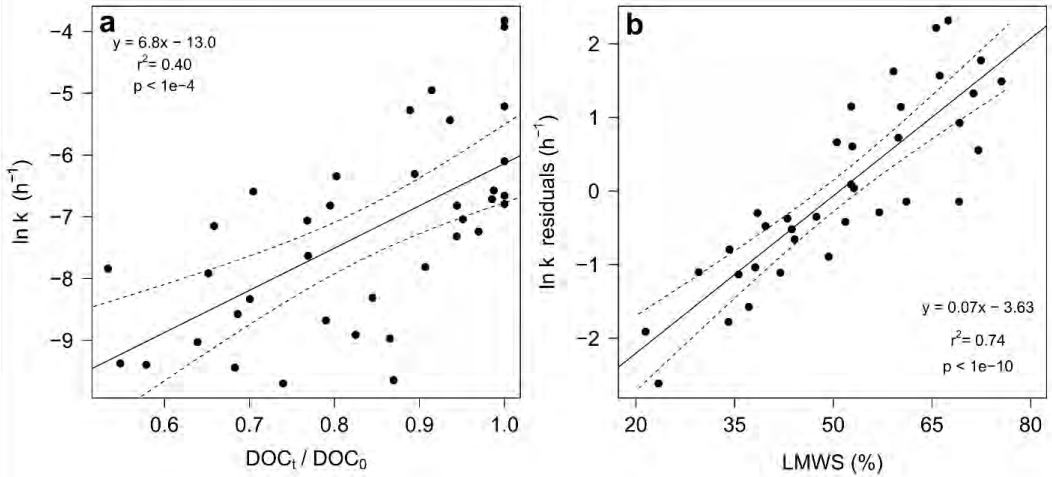 a
y = 6.8x − 13.0
r²= 0.40
p < 1e−4
−4
−5
−6
−7
−8
−9
ln k (h⁻¹)
0.6 0.7 0.8 0.9 1.0
DOCₜ / DOC₀
b
2
1
0
−1
−2
ln k residuals (h⁻¹)
y = 0.07x − 3.63
r²= 0.74
p < 1e−10
20 35 50 65 80
LMWS (%)